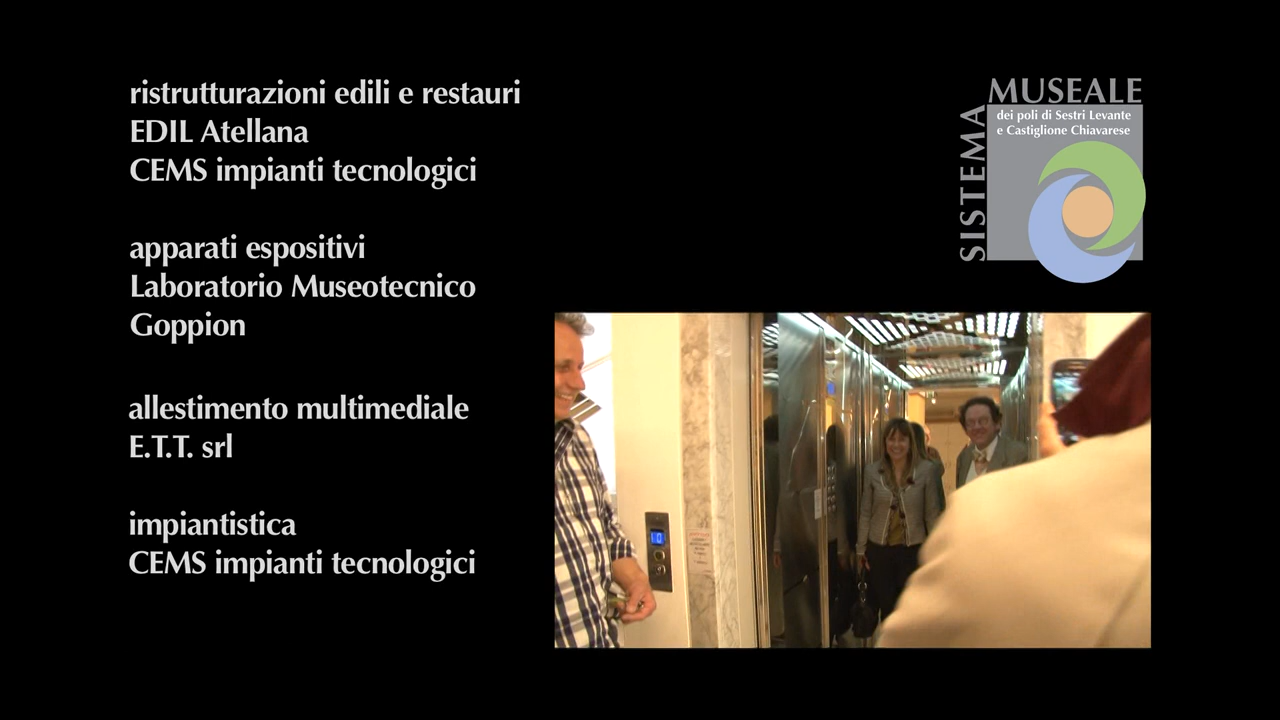 ristrutturazioni edili e restauri
EDIL Atellana
CEMS impianti tecnologici
apparati espositivi
Laboratorio Museotecnico
Goppion
allestimento multimediale
E.T.T. srl
impiantistica
CEMS impianti tecnologici
SISTEMA
MUSEALE
dei poli di Sestri Levante
e Castiglione Chiavarese
0